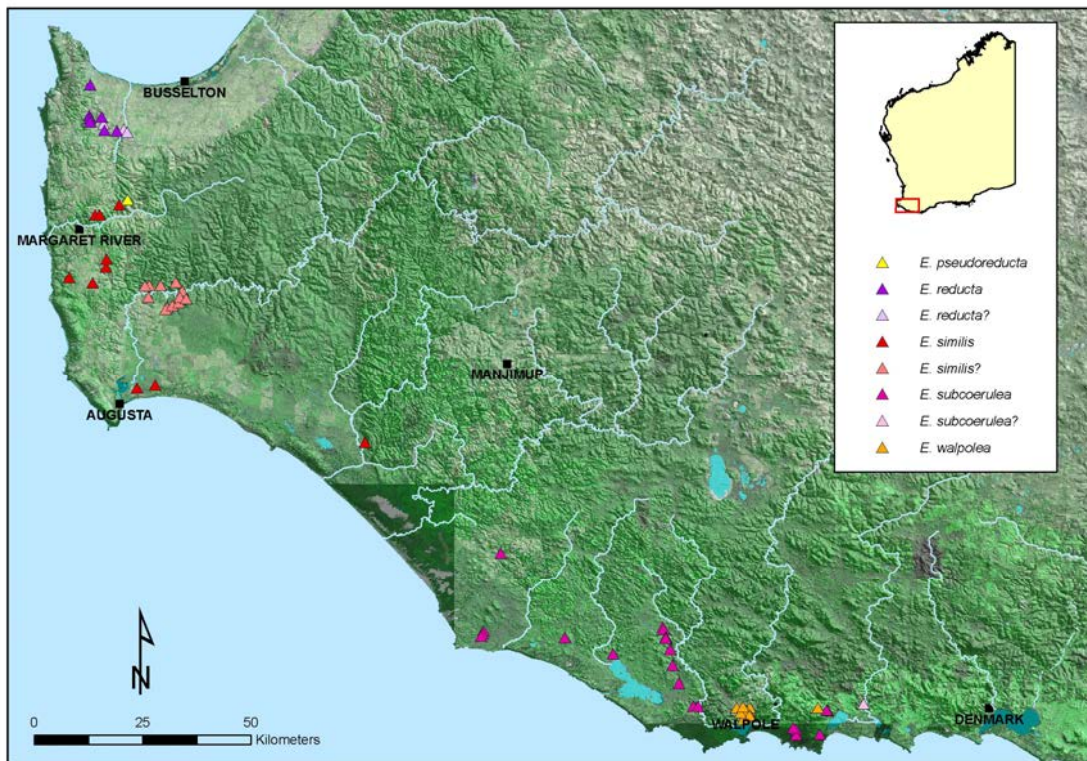 BUSSELTON
MARGARET RIVER
AUGUSTA
MANJIMUP
WALPOLE
DENMARK
E. pseudoreducta
E. reducta
E. reducta?
E. similis
E. similis?
E. subcoerulea
E. subcoerulea?
E. walpolea
N
0 25 50
Kilometers